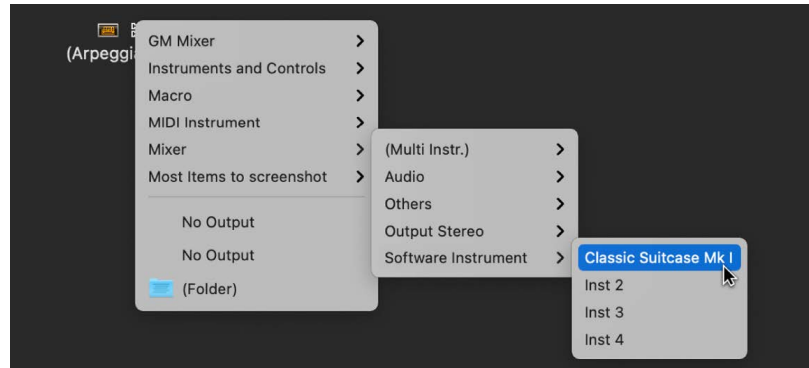 (Arpeggi
GM Mixer
Instruments and Controls
Macro
MIDI Instrument
Mixer
Most Items to screenshot
No Output
No Output
(Folder)
(Multi Instr.)
Audio
Others
Output Stereo
Software Instrument
Classic Suitcase Mk I
Inst 2
Inst 3
Inst 4